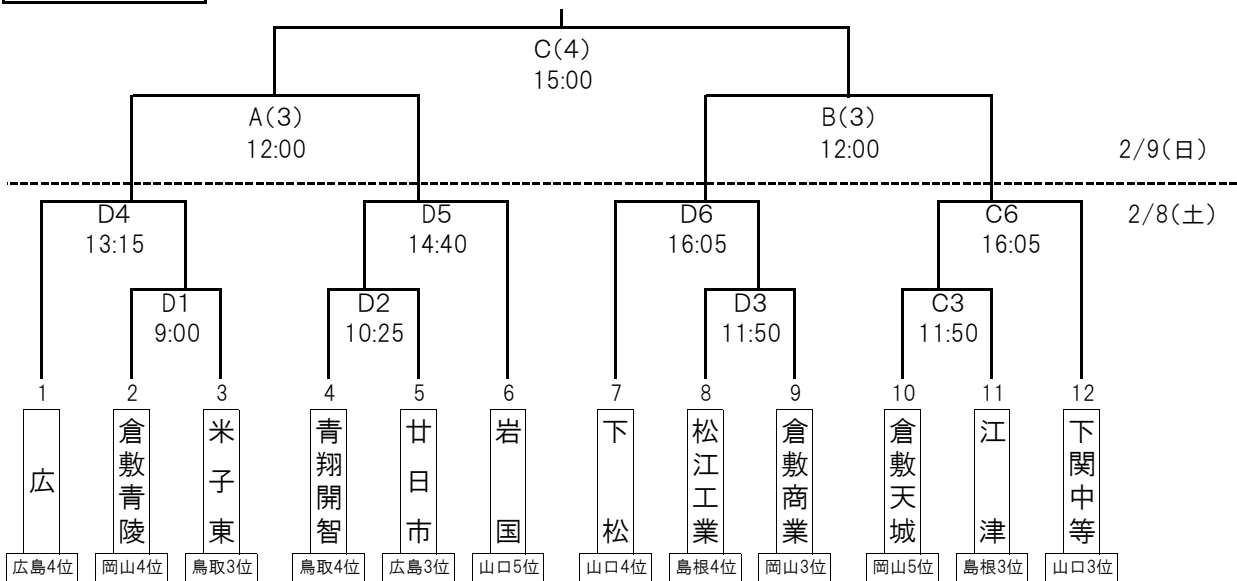 C(4)
15:00
A(3)
12:00
B(3)
12:00
2/9(日)
2/8(土)
D4
13:15
D5
14:40
D6
16:05
C6
16:05
D1
9:00
D2
10:25
D3
11:50
C3
11:50
1
2
3
4
5
6
7
8
9
10
11
12
広
倉敷青陵
米子東
青翔開智
廿日市
岩国
下松
松江工業
倉敷商業
倉敷天城
江津
下関中等
広島4位
岡山4位
鳥取3位
鳥取4位
広島3位
山口5位
山口4位
島根4位
岡山3位
岡山5位
島根3位
山口3位